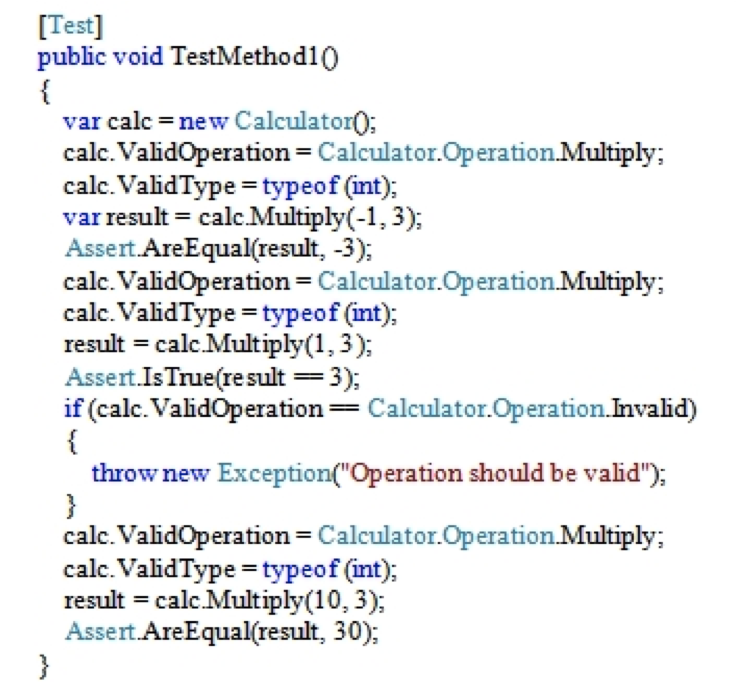 [Test]
public void TestMethod1()
{
var calc = new Calculator();
calc.ValidOperation = Calculator.Operation.Multiply;
calc.ValidType = typeof (int);
var result = calc.Multiply(-1, 3);
Assert.AreEqual(result, -3);
calc.ValidOperation = Calculator.Operation.Multiply;
calc.ValidType = typeof (int);
result = calc.Multiply(1, 3);
Assert.IsTrue(result == 3);
if (calc.ValidOperation == Calculator.Operation.Invalid)
{
throw new Exception("Operation should be valid");
}
calc.ValidOperation = Calculator.Operation.Multiply;
calc.ValidType = typeof (int);
result = calc.Multiply(10, 3);
Assert.AreEqual(result, 30);
}